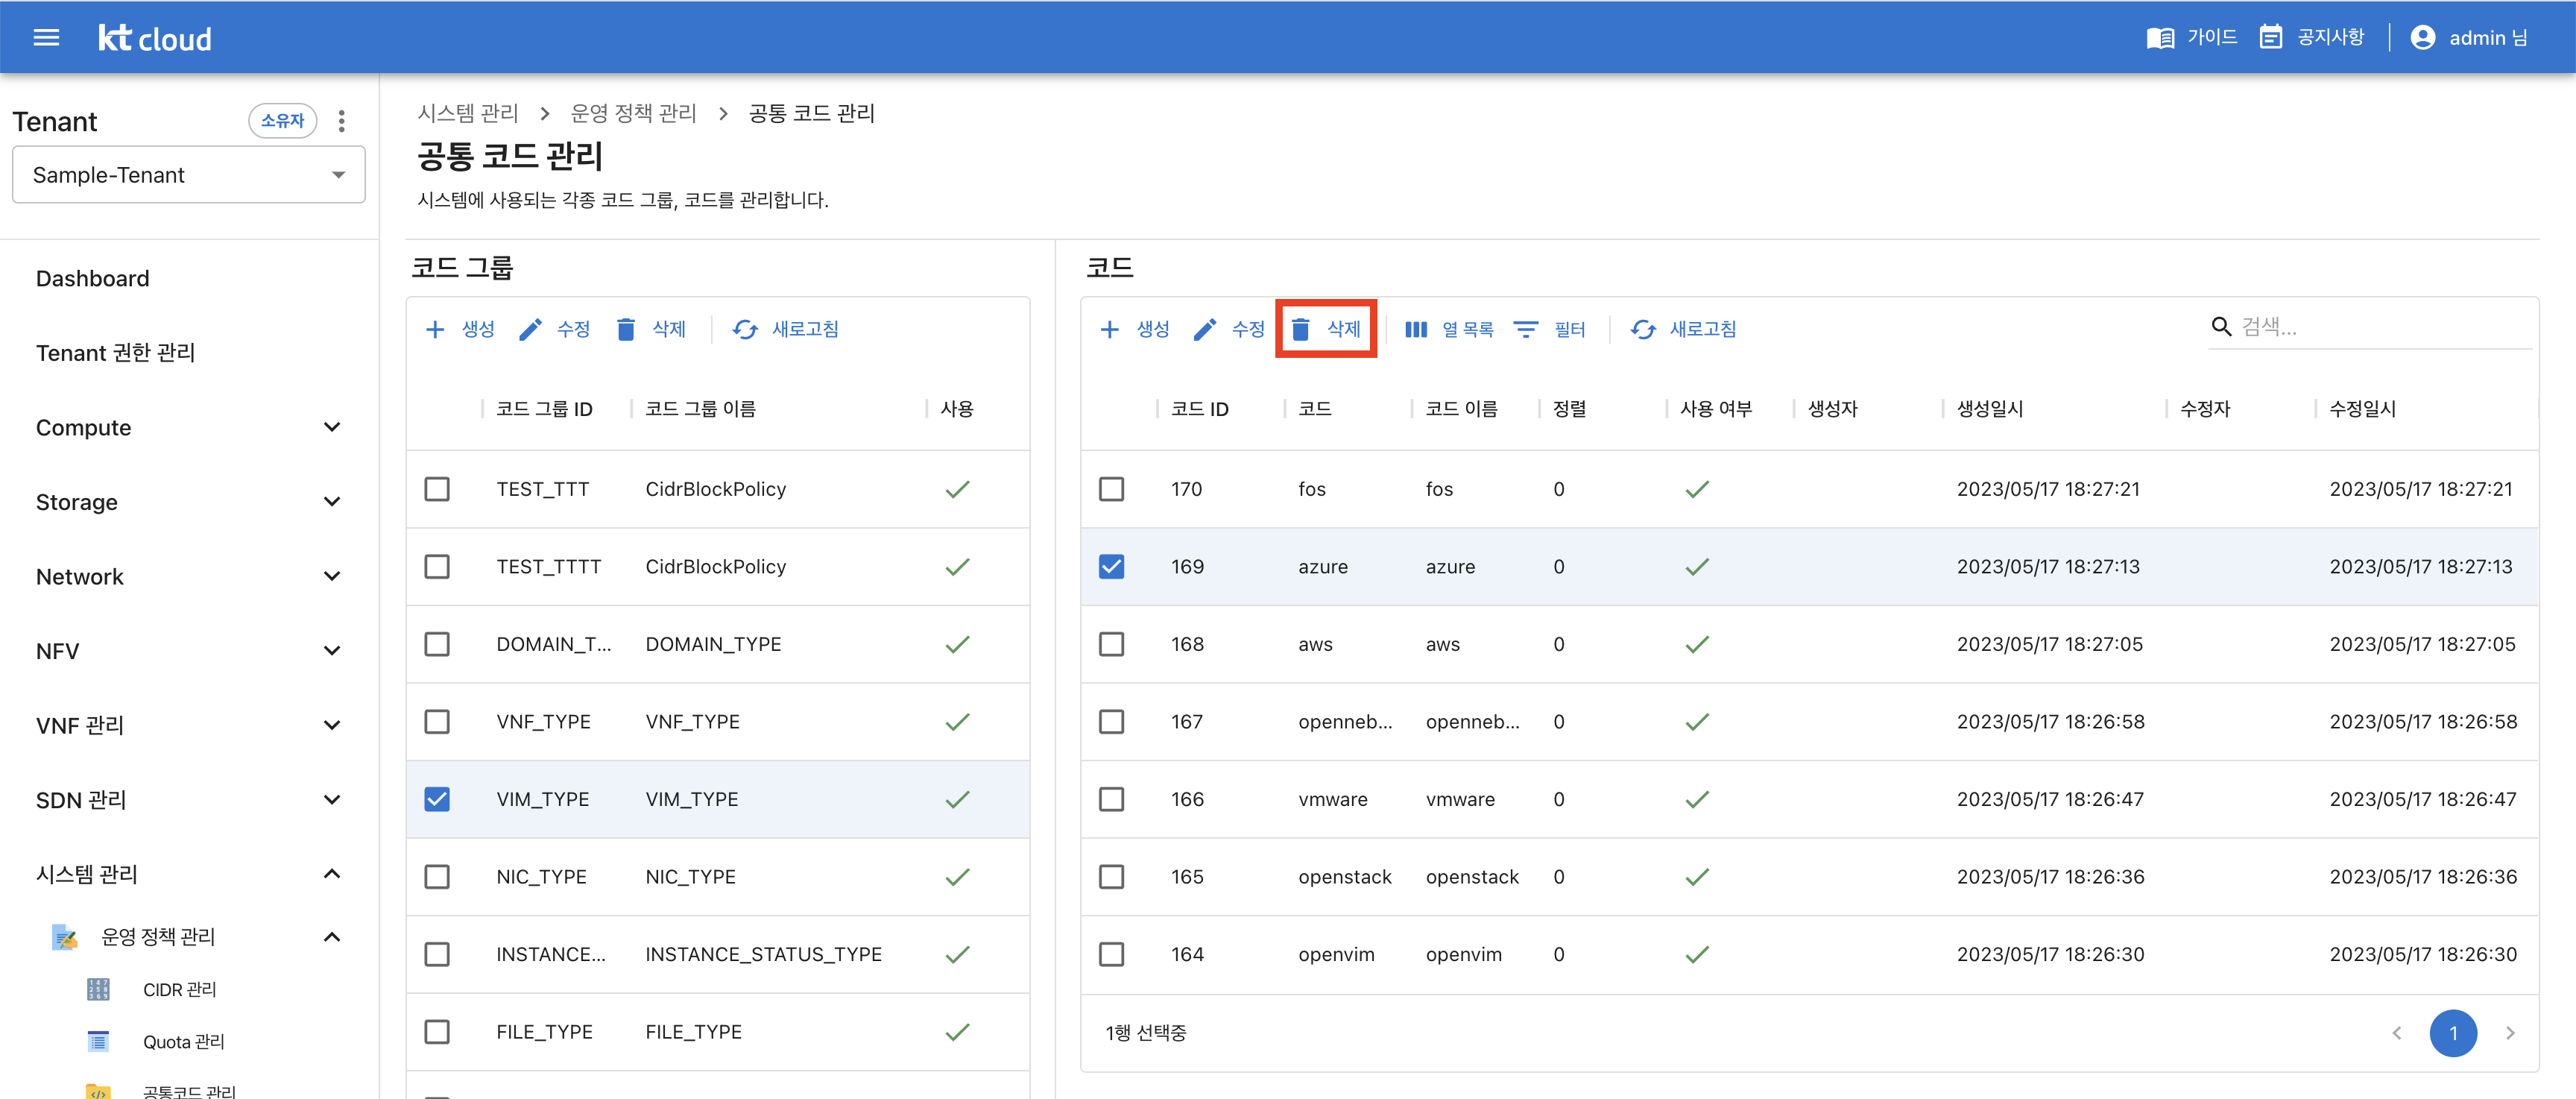 kt cloud
가이드
공지사항
admin 님
Tenant
소유자
Sample-Tenant
Dashboard
Tenant 권한 관리
Compute
Storage
Network
NFV
VNF 관리
SDN 관리
시스템 관리
운영 정책 관리
CIDR 관리
Quota 관리
공통코드 관리
시스템 관리 > 운영 정책 관리 > 공통 코드 관리
공통 코드 관리
시스템에 사용되는 각종 코드 그룹, 코드를 관리합니다.
코드 그룹
생성 수정 삭제 새로고침
코드 그룹 ID 코드 그룹 이름 사용
TEST_TTT CidrBlockPolicy
TEST_TTTT CidrBlockPolicy
DOMAIN_T... DOMAIN_TYPE
VNF_TYPE VNF_TYPE
VIM_TYPE VIM_TYPE
NIC_TYPE NIC_TYPE
INSTANCE... INSTANCE_STATUS_TYPE
FILE_TYPE FILE_TYPE
코드
생성 수정 삭제 열 목록 필터 새로고침 검색...
코드 ID 코드 코드 이름 정렬 사용 여부 생성자 생성일시 수정자 수정일시
170 fos fos 0 2023/05/17 18:27:21 2023/05/17 18:27:21
169 azure azure 0 2023/05/17 18:27:13 2023/05/17 18:27:13
168 aws aws 0 2023/05/17 18:27:05 2023/05/17 18:27:05
167 openneb... openneb... 0 2023/05/17 18:26:58 2023/05/17 18:26:58
166 vmware vmware 0 2023/05/17 18:26:47 2023/05/17 18:26:47
165 openstack openstack 0 2023/05/17 18:26:36 2023/05/17 18:26:36
164 openvim openvim 0 2023/05/17 18:26:30 2023/05/17 18:26:30
1행 선택중
1